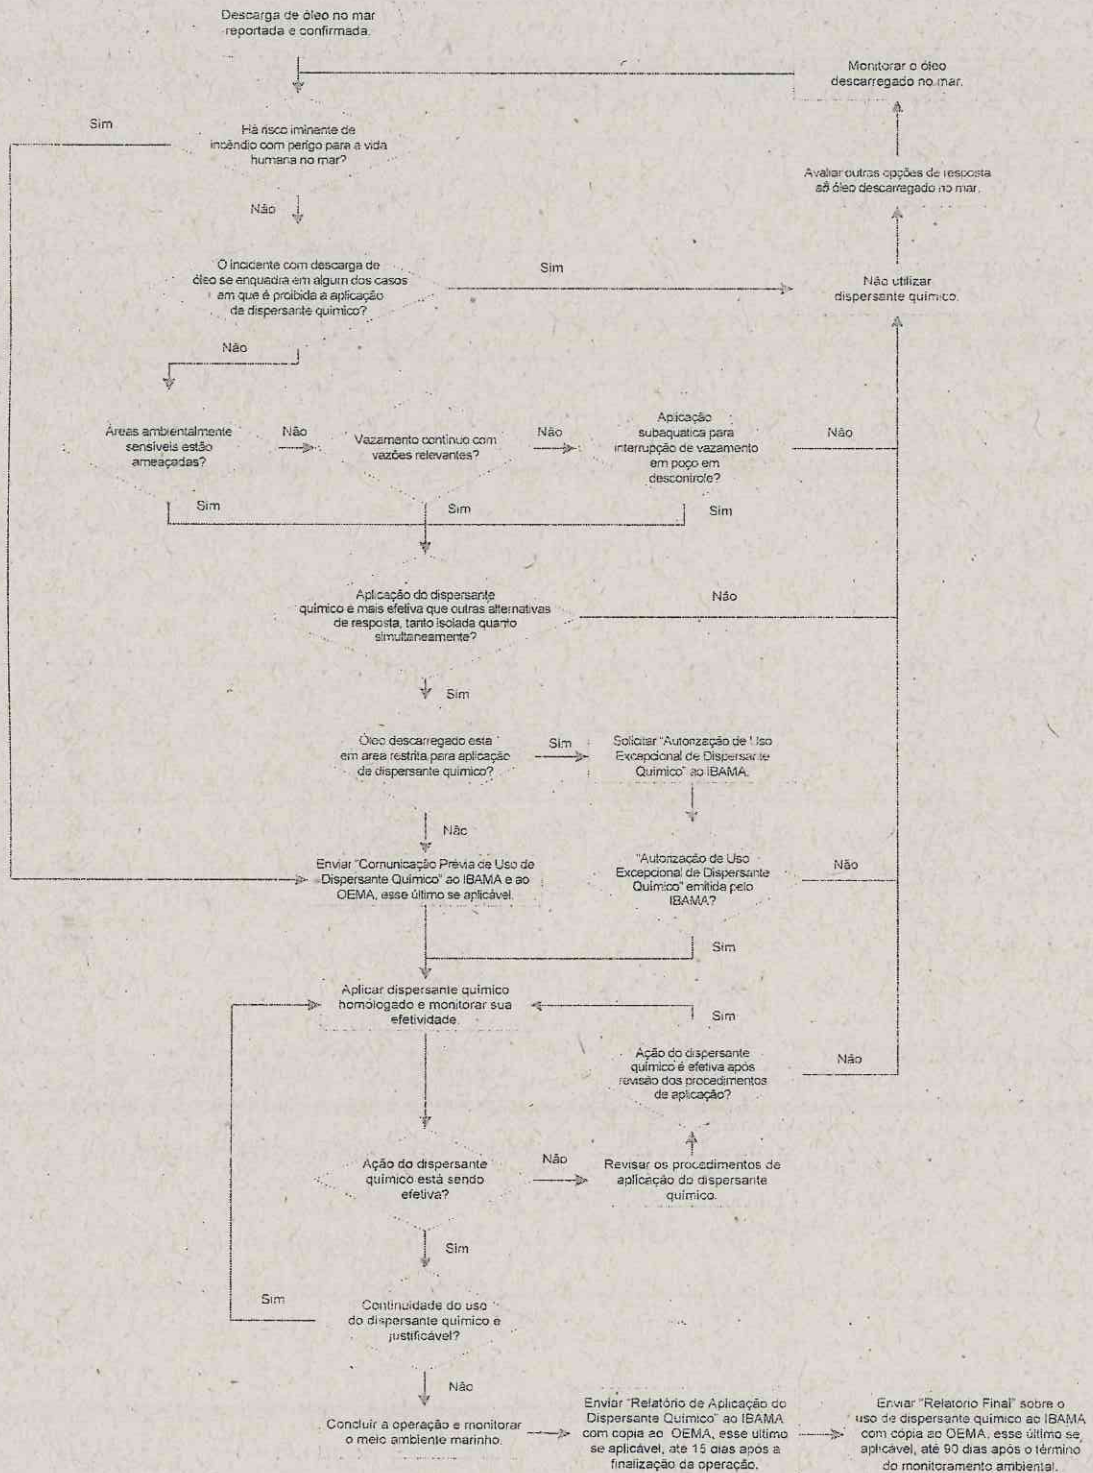 Descarga de óleo no mar
reportada e confirmada.
Monitorar o óleo
descarregado no mar.
Sim
Há risco iminente de
incêndio com perigo para a vida
humana no mar?
Avaliar outras opções de resposta
ao óleo descarregado no mar.
Não
O incidente com descarga de
óleo se enquadra em algum dos casos
em que é proibida a aplicação
de dispersante químico?
Sim
Não utilizar
dispersante químico.
Não
Áreas ambientalmente
sensíveis estão
ameaçadas?
Não
Vazamento contínuo com
vazões relevantes?
Não
Aplicação
subaquática para
interrupção de vazamento
em poço em
descontrole?
Não
Sim
Sim
Sim
Aplicação do dispersante
químico é mais efetiva que outras alternativas
de resposta, tanto isolada quanto
simultaneamente?
Não
Sim
Óleo descarregado esta
em area restrita para aplicação
de dispersante químico?
Sim
Solicitar "Autorização de Uso
Excepcional de Dispersante
Químico" ao IBAMA.
Não
Enviar "Comunicação Prévia de Uso de
Dispersante Químico" ao IBAMA e ao
OEMA, esse último se aplicável.
"Autorização de Uso
Excepcional de Dispersante
Químico" emitida pelo
IBAMA?
Não
Sim
Aplicar dispersante químico
homologado e monitorar sua
efetividade.
Sim
Ação do dispersante
químico é efetiva após
revisão dos procedimentos
de aplicação?
Não
Ação do dispersante
químico está sendo
efetiva?
Não
Revisar os procedimentos de
aplicação do dispersante
químico.
Sim
Sim
Continuidade do uso
do dispersante químico é
justificável?
Não
Concluir a operação e monitorar
o meio ambiente marinho.
Enviar "Relatório de Aplicação do
Dispersante Químico" ao IBAMA
com cópia ao OEMA, esse ultimo
se aplicável, até 15 dias após a
finalização da operação.
Enviar "Relatorio Final" sobre o
uso de dispersante químico ao IBAMA
com cópia ao OEMA, esse último se
aplicável, até 90 dias após o término
do monitoramento ambiental.